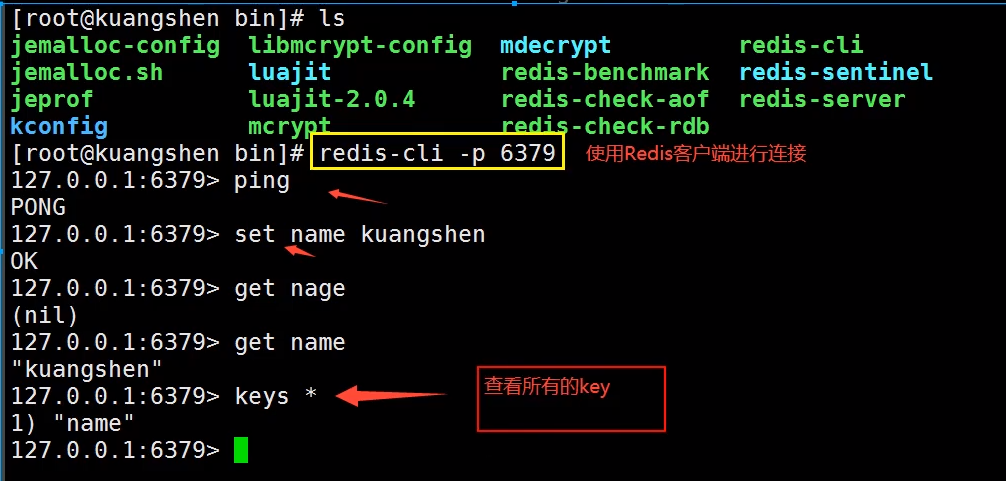 [root@kuangshen bin]# ls
jemalloc-config libmcrypt-config mdecrypt redis-cli
jemalloc.sh luajit redis-benchmark redis-sentinel
jeprof luajit-2.0.4 redis-check-aof redis-server
kconfig mcrypt redis-check-rdb
[root@kuangshen bin]# redis-cli -p 6379 使用Redis客户端进行连接
127.0.0.1:6379> ping
PONG
127.0.0.1:6379> set name kuangshen
OK
127.0.0.1:6379> get nage
(nil)
127.0.0.1:6379> get name
"kuangshen"
127.0.0.1:6379> keys * 查看所有的key
1) "name"
127.0.0.1:6379>